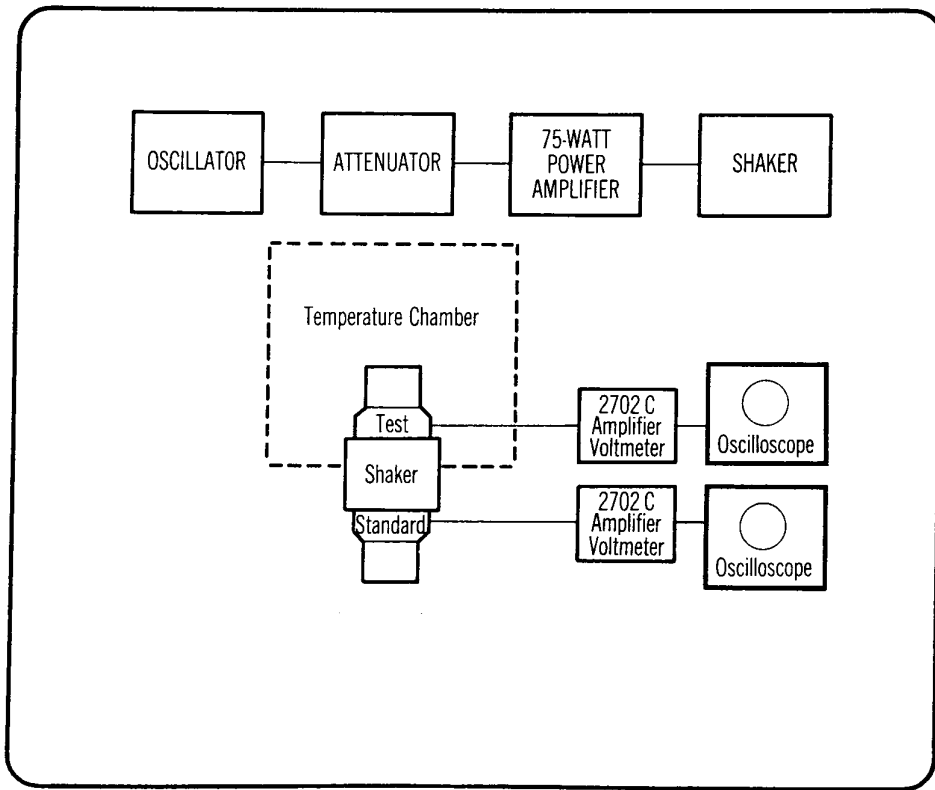 OSCILLATOR
ATTENUATOR
75-WATT
POWER
AMPLIFIER
SHAKER
Temperature Chamber
Test
Shaker
Standard
2702 C
Amplifier
Voltmeter
Oscilloscope
2702 C
Amplifier
Voltmeter
Oscilloscope